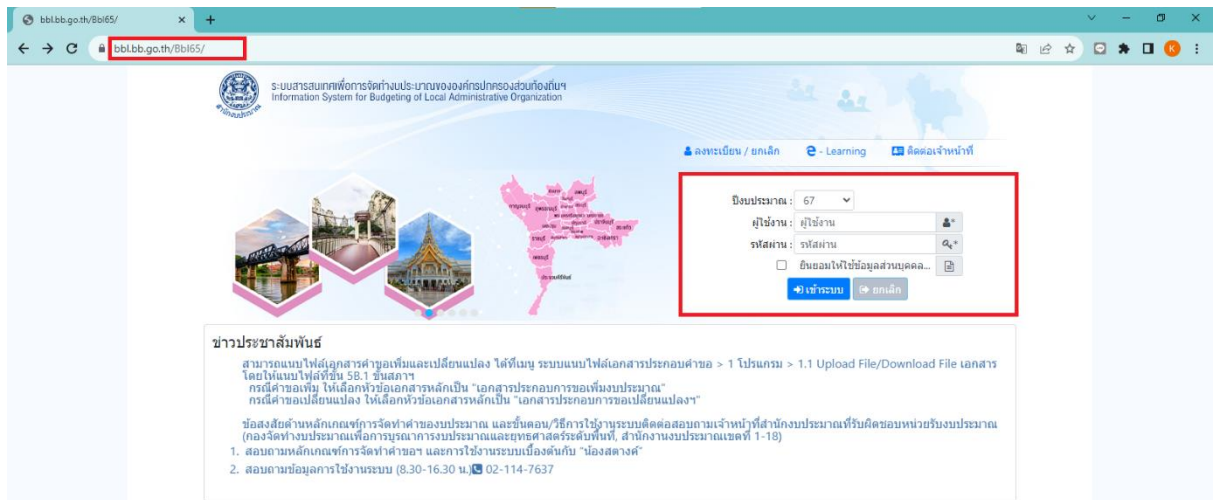 bbl.bb.go.th/Bbl65/
bbl.bb.go.th/Bbl65/
K
ระบบสารสนเทศเพื่อการจัดทำงบประมาณขององค์กรปกครองส่วนท้องถิ่นฯ
Information System for Budgeting of Local Administrative Organization
สำนักงบประมาณ
ลงทะเบียน / ยกเลิก e - Learning ติดต่อเจ้าหน้าที่
ปีงบประมาณ : 67
ผู้ใช้งาน : ผู้ใช้งาน
รหัสผ่าน : รหัสผ่าน
ยินยอมให้ใช้ข้อมูลส่วนบุคคล...
เข้าระบบ ยกเลิก
ข่าวประชาสัมพันธ์
สามารถแนบไฟล์เอกสารคำขอเพิ่มและเปลี่ยนแปลง ได้ที่เมนู ระบบแนบไฟล์เอกสารประกอบคำขอ > 1 โปรแกรม > 1.1 Upload File/Download File เอกสาร
โดยให้แนบไฟล์ที่ขั้น 5B.1 ชั้นสภาฯ
กรณีคำขอเพิ่ม ให้เลือกหัวข้อเอกสารหลักเป็น "เอกสารประกอบการขอเพิ่มงบประมาณ"
กรณีคำขอเปลี่ยนแปลง ให้เลือกหัวข้อเอกสารหลักเป็น "เอกสารประกอบการขอเปลี่ยนแปลงฯ"
ข้อสงสัยด้านหลักเกณฑ์การจัดทำคำของบประมาณ และขั้นตอน/วิธีการใช้งานระบบติดต่อสอบถามเจ้าหน้าที่สำนักงบประมาณที่รับผิดชอบหน่วยรับงบประมาณ
(กองจัดทำงบประมาณเพื่อการบูรณาการงบประมาณและยุทธศาสตร์ระดับพื้นที่, สำนักงานงบประมาณเขตที่ 1-18)
1. สอบถามหลักเกณฑ์การจัดทำคำขอฯ และการใช้งานระบบเบื้องต้นกับ "น้องสตางค์"
2. สอบถามข้อมูลการใช้งานระบบ (8.30-16.30 น.) 02-114-7637